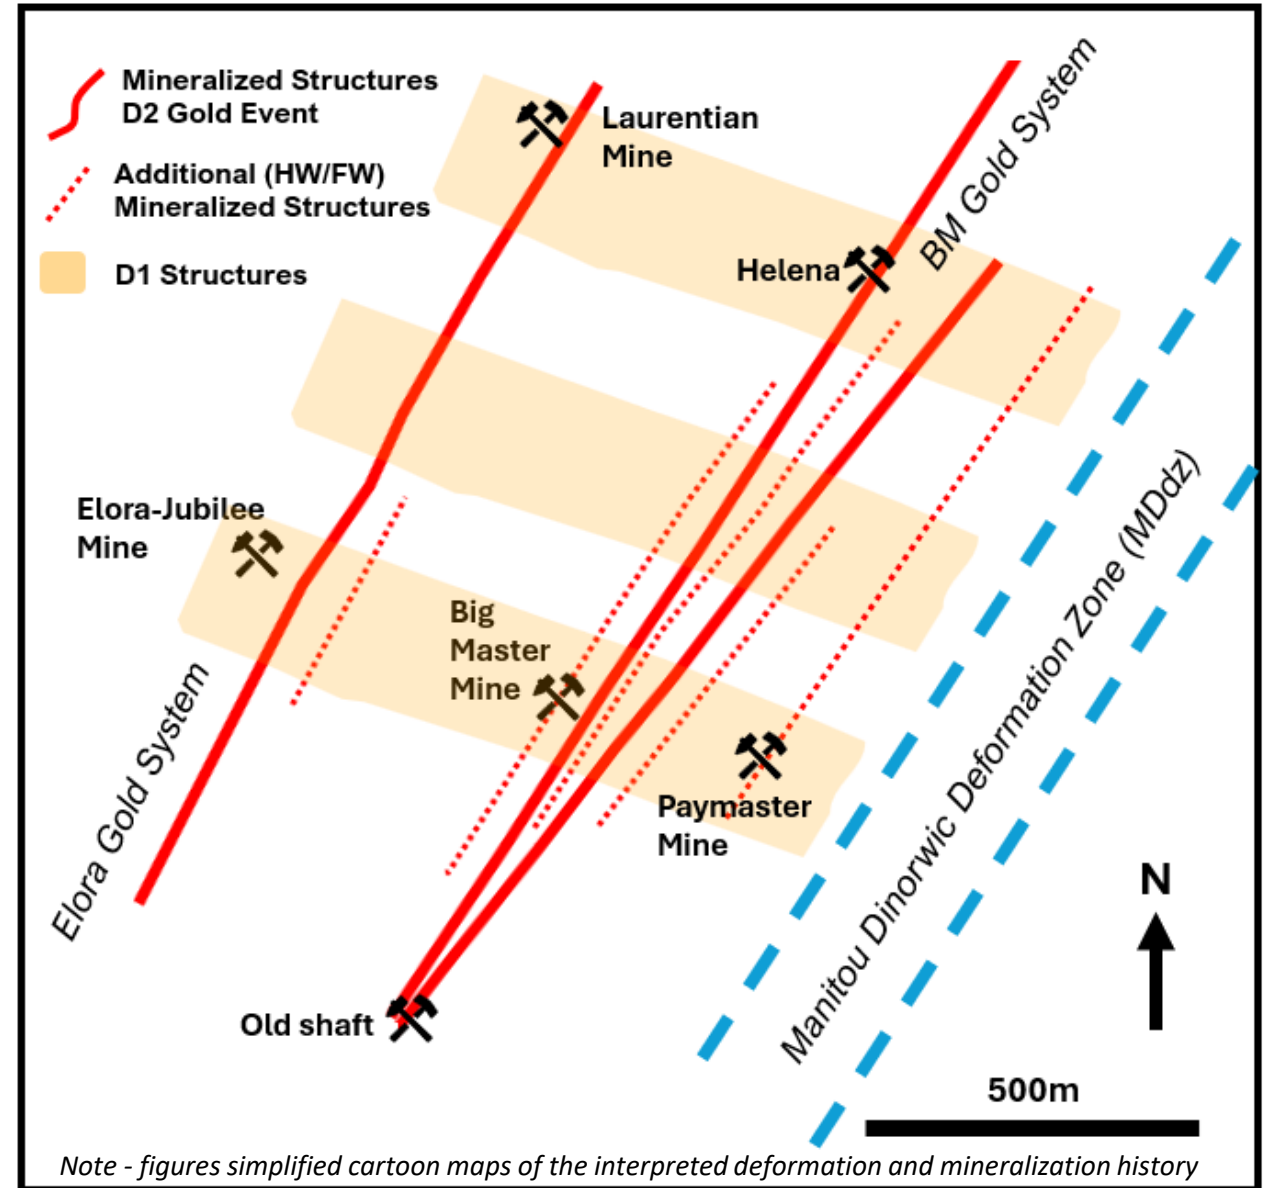 Mineralized Structures
D2 Gold Event
Additional (HW/FW)
Mineralized Structures
D1 Structures
Laurentian
Mine
BM Gold System
Helena
Elora-Jubilee
Mine
Big
Master
Mine
Manitou Dinorwic Deformation Zone (MDdz)
Elora Gold System
Paymaster
Mine
N
Old shaft
500m
Note - figures simplified cartoon maps of the interpreted deformation and mineralization history